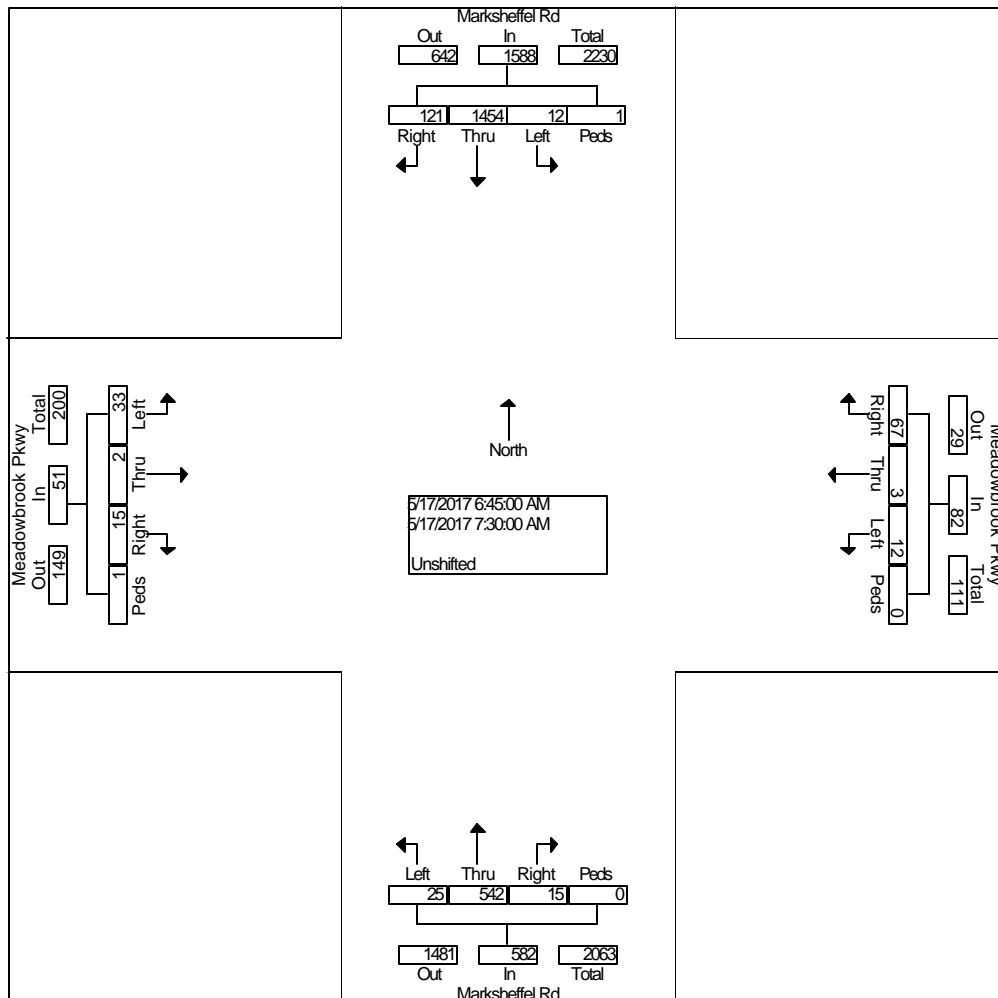 Marksheffel Rd
Out In Total
642 1588 2230
121 1454 12 1
Right Thru Left Peds
Meadowbrook Pkwy
Total In Out
200 51 149
33 2 15 1
Left Thru Right Peds
North
5/17/2017 6:45:00 AM
5/17/2017 7:30:00 AM
Unshifted
Right Thru Left Peds
67 3 12 0
Out In Total
29 82 111
Meadowbrook Pkwy
Left Thru Right Peds
25 542 15 0
1481 582 2063
Out In Total
Marksheffel Rd